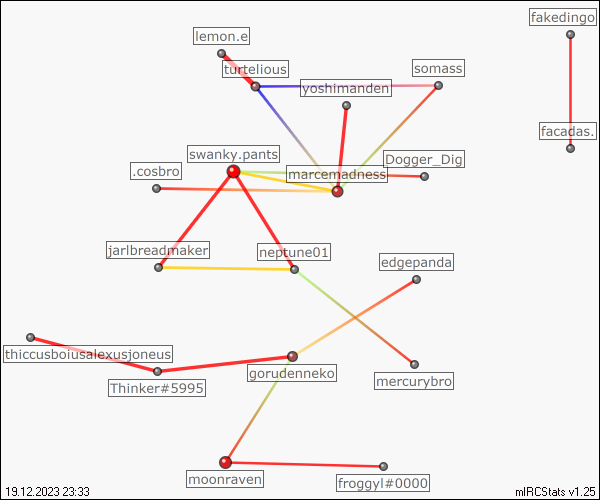 fakedingo
lemon.e
turtelious
somass
yoshimanden
facadas.
swanky.pants
.cosbro
marcemadness
Dogger_Dig
jarlbreadmaker
neptune01
edgepanda
thiccusboiusalexusjoneus
Thinker#5995
gorudenneko
mercurybro
moonraven
froggyl#0000
19.12.2023 23:33
mIRCStats v1.25